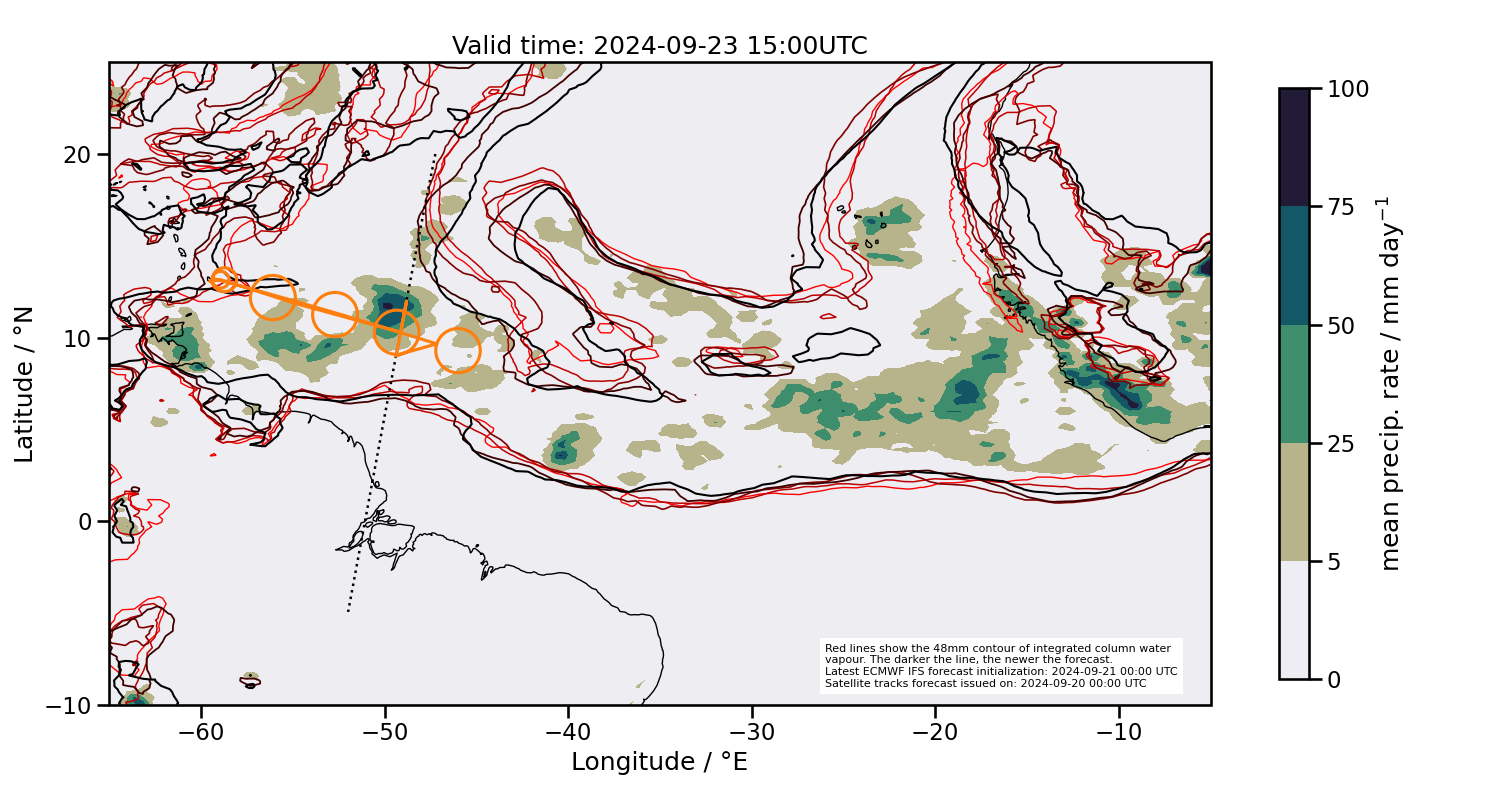 Valid time: 2024-09-23 15:00UTC
Latitude / °N
20
10
0
−10
−60
−50
−40
−30
−20
−10
Longitude / °E
Red lines show the 48mm contour of integrated column water
vapour. The darker the line, the newer the forecast.
Latest ECMWF IFS forecast initialization: 2024-09-21 00:00 UTC
Satellite tracks forecast issued on: 2024-09-20 00:00 UTC
100
75
50
25
5
0
mean precip. rate / mm day⁻¹